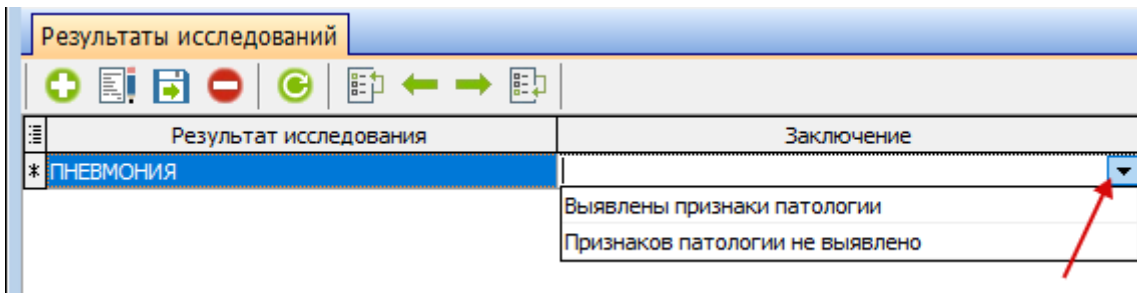 Результаты исследований
Результат исследования Заключение
* ПНЕВМОНИЯ
Выявлены признаки патологии
Признаков патологии не выявлено